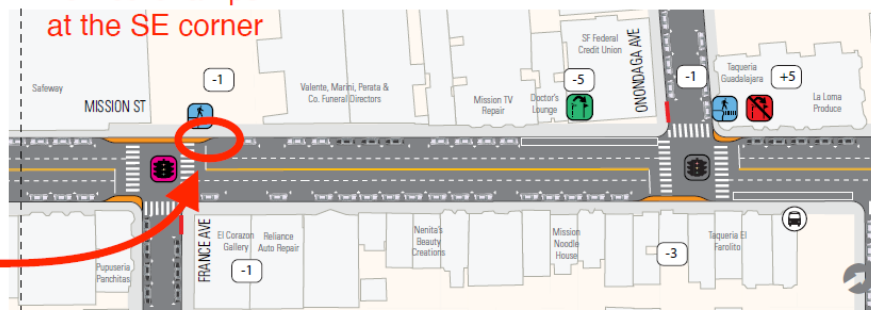 at the SE corner
SF Federal
Credit Union
ONONDAGA AVE
-1
-5
-1
Taqueria
Guadalajara
+5
Safeway
Valente, Marini, Perata &
Co. Funeral Directors
Mission TV
Repair
Doctor's
Lounge
La Loma
Produce
MISSION ST
FRANCE AVE
El Corazon
Gallery
Reliance
Auto Repair
-1
Nenita's
Beauty
Creations
Mission
Noodle
House
-3
Taqueria El
Farolito
Pupuseria
Panchitas